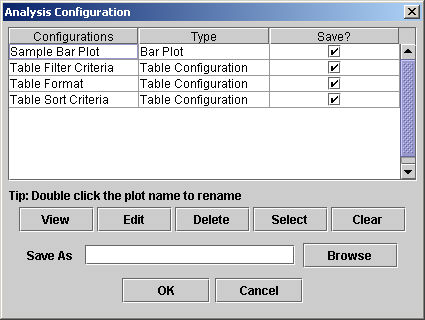 Analysis Configuration
Configurations Type Save?
Sample Bar Plot Bar Plot
Table Filter Criteria Table Configuration
Table Format Table Configuration
Table Sort Criteria Table Configuration
Tip: Double click the plot name to rename
View Edit Delete Select Clear
Save As Browse
OK Cancel